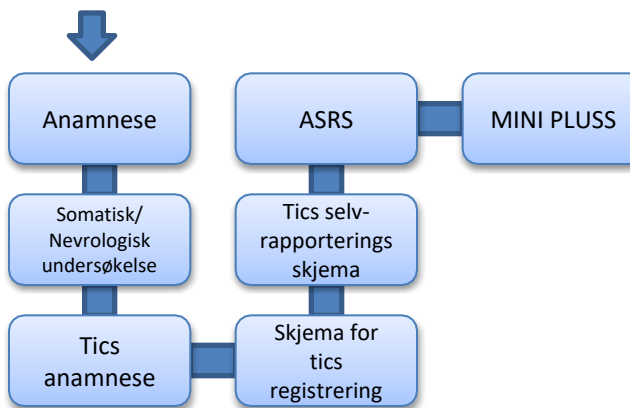 Anamnese
Somatisk/
Nevrologisk
undersøkelse
Tics
anamnese
Skjema for
tics
registrering
Tics selv-
rapporterings
skjema
ASRS
MINI PLUSS